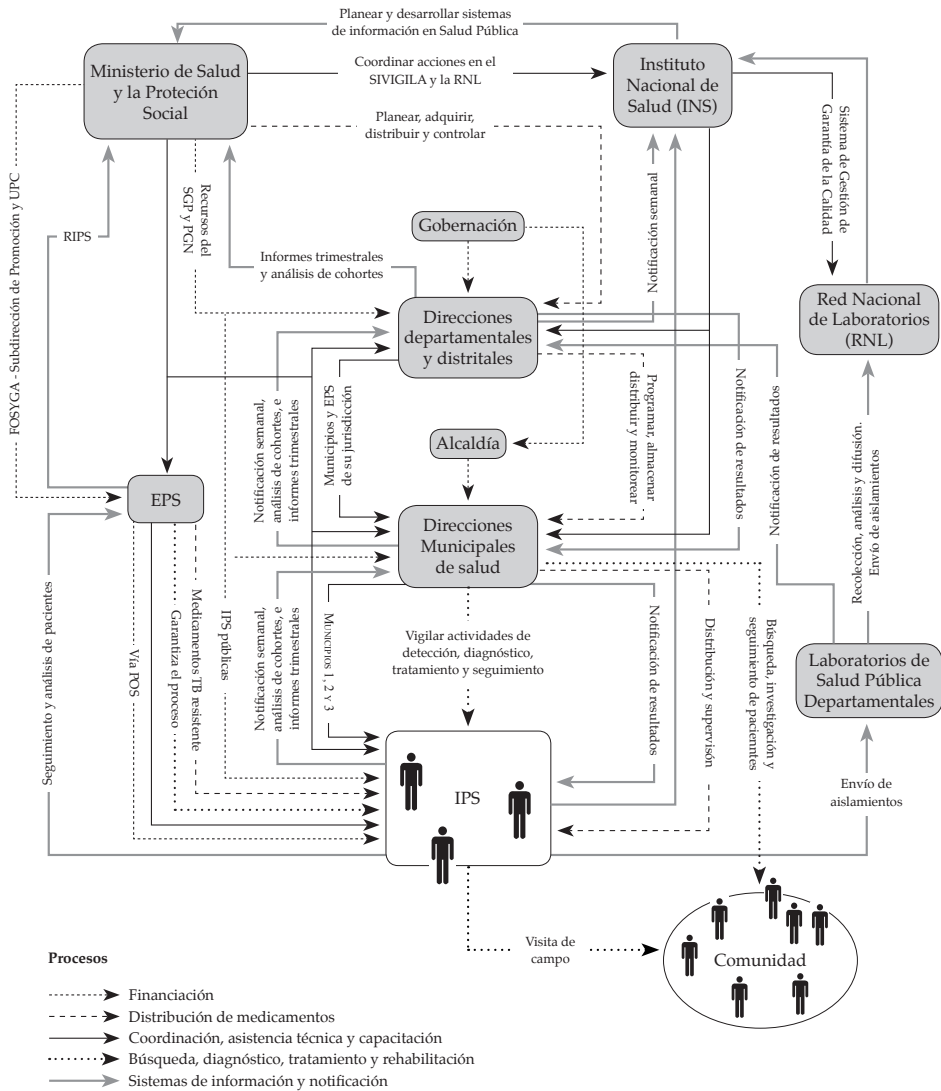 Planear y desarrollar sistemas
de información en Salud Pública
Ministerio de Salud
y la Proteción
Social
Coordinar acciones en el
SIVIGILA y la RNL
Instituto
Nacional de
Salud (INS)
Planear, adquirir,
distribuir y controlar
Sistema de Gestión de
Garantía de la Calidad
FOSYGA - Subdirección de Promoción y UPC
RIPS
Recursos del
SGP y PGN
Gobernación
Notificación semanal
Informes trimestrales
y análisis de cohortes
Direcciones
departamentales
y distritales
Red Nacional
de Laboratorios
(RNL)
Notificación semanal,
análisis de cohortes, e
informes trimestrales
Municipios y EPS
de su jurisdicción
Alcaldía
Programar, almacenar
distribuir y monitorear
Notificación de resultados
Notificación de resultados
Recolección, análisis y difusión.
Envío de aislamientos
EPS
Direcciones
Municipales
de salud
Seguimiento y análisis de pacientes
Vía POS
Garantiza el proceso
Medicamentos TB resistente
IPS públicas
Notificación semanal,
análisis de cohortes, e
informes trimestrales
Municipios 1, 2 y 3
Vigilar actividades de
detección, diagnóstico,
tratamiento y seguimiento
Notificación de resultados
Distribución y supervisón
Búsqueda, investigación y
seguimiento de pacienntes
Laboratorios de
Salud Pública
Departamentales
IPS
Envío de
aislamientos
Visita de
campo
Comunidad
Procesos
Financiación
Distribución de medicamentos
Coordinación, asistencia técnica y capacitación
Búsqueda, diagnóstico, tratamiento y rehabilitación
Sistemas de información y notificación